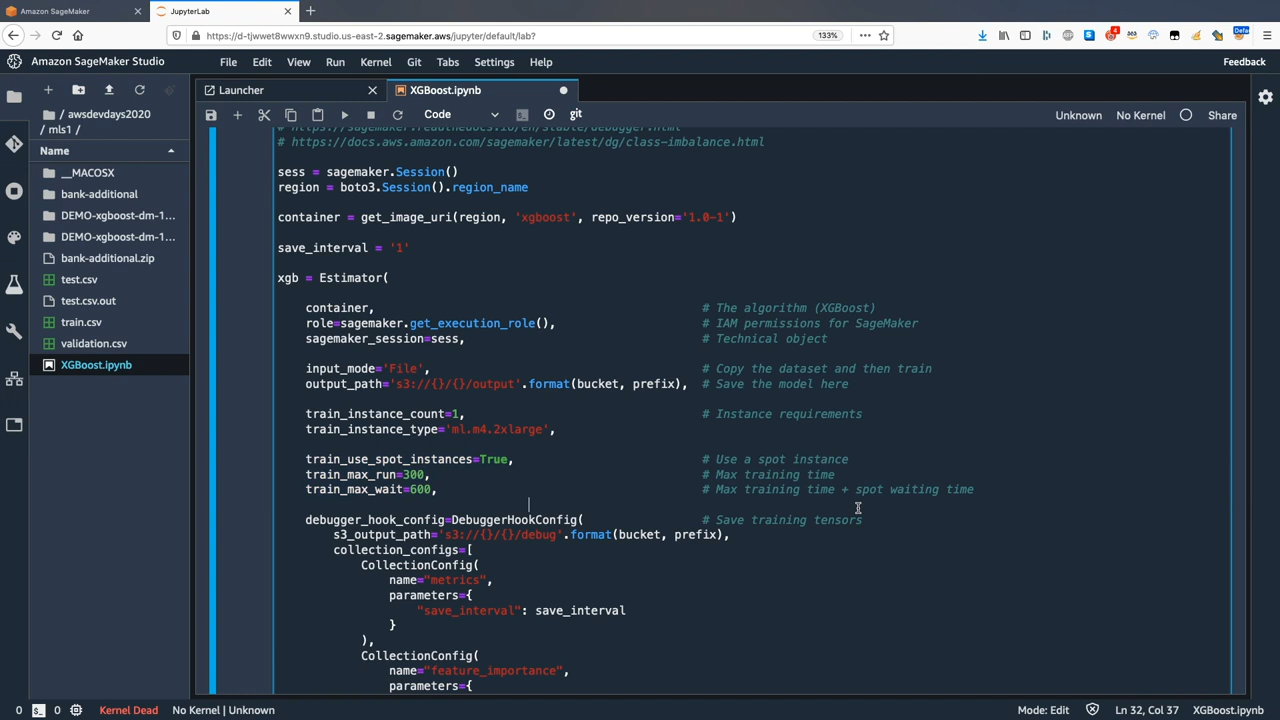 Amazon SageMaker
JupyterLab
https://d-tjwwet8wwxn9.studio.us-east-2.sagemaker.aws/jupyter/default/lab?
133%
4
Defa
Amazon SageMaker Studio
File Edit View Run Kernel Git Tabs Settings Help
Feedback
/ awsdevdays2020
/ mls1 /
Name
__MACOSX
bank-additional
DEMO-xgboost-dm-1...
DEMO-xgboost-dm-1...
bank-additional.zip
test.csv
test.csv.out
train.csv
validation.csv
XGBoost.ipynb
Launcher
XGBoost.ipynb
Code
git
Unknown No Kernel Share
# https://sagemaker.readthedocs.io/en/stable/debugger.html
# https://docs.aws.amazon.com/sagemaker/latest/dg/class-imbalance.html
sess = sagemaker.Session()
region = boto3.Session().region_name
container = get_image_uri(region, 'xgboost', repo_version='1.0-1')
save_interval = '1'
xgb = Estimator(
container, # The algorithm (XGBoost)
role=sagemaker.get_execution_role(), # IAM permissions for SageMaker
sagemaker_session=sess, # Technical object
input_mode='File', # Copy the dataset and then train
output_path='s3://{}/{}/output'.format(bucket, prefix), # Save the model here
train_instance_count=1, # Instance requirements
train_instance_type='ml.m4.2xlarge',
train_use_spot_instances=True, # Use a spot instance
train_max_run=300, # Max training time
train_max_wait=600, # Max training time + spot waiting time
debugger_hook_config=DebuggerHookConfig( # Save training tensors
s3_output_path='s3://{}/{}/debug'.format(bucket, prefix),
collection_configs=[
CollectionConfig(
name="metrics",
parameters={
"save_interval": save_interval
}
),
CollectionConfig(
name="feature_importance",
parameters={
0 0 Kernel Dead No Kernel | Unknown
Mode: Edit Ln 32, Col 37 XGBoost.ipynb